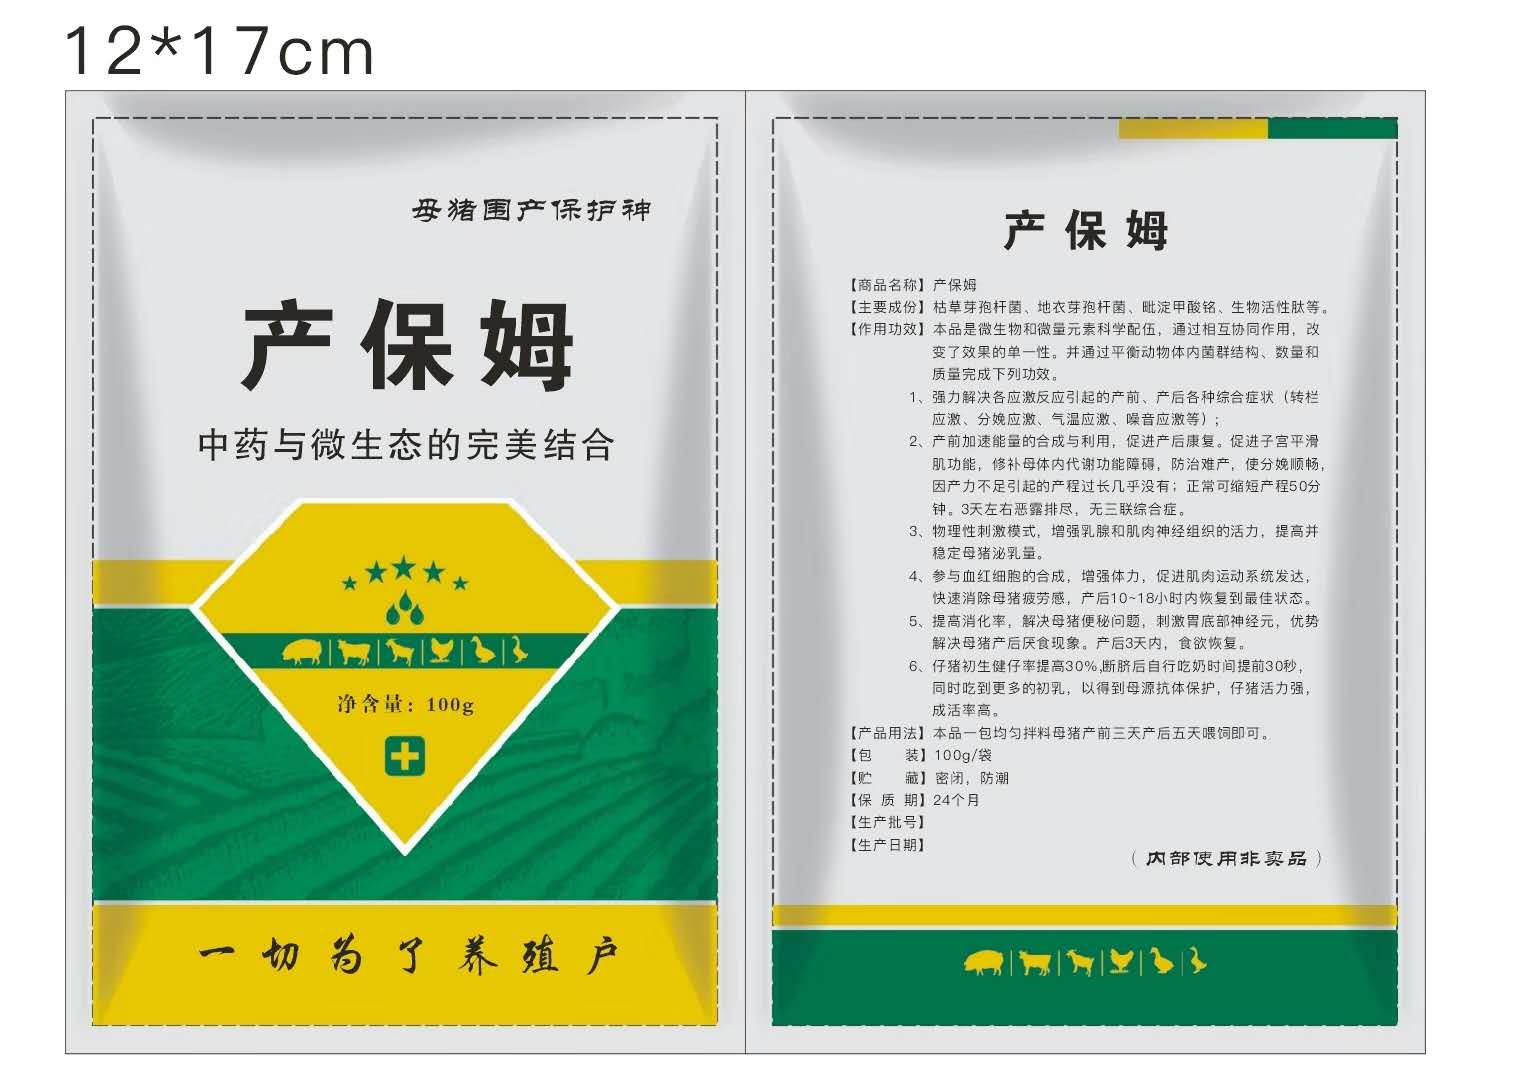 12*17cm
母猪围产保护神
产保姆
中药与微生态的完美结合
净含量：100g
一切为了养殖户
产保姆
【商品名称】产保姆
【主要成份】枯草芽孢杆菌、地衣芽孢杆菌、毗淀甲酸铭、生物活性肽等。
【作用功效】本品是微生物和微量元素科学配伍，通过相互协同作用，改
变了效果的单一性。并通过平衡动物体内菌群结构、数量和
质量完成下列功效。
1、强力解决各应激反应引起的产前、产后各种综合症状（转栏
应激、分娩应激、气温应激、噪音应激等）；
2、产前加速能量的合成与利用，促进产后康复。促进子宫平滑
肌功能，修补母体内代谢功能障碍，防治难产，使分娩顺畅，
因产力不足引起的产程过长几乎没有；正常可缩短产程50分
钟。3天左右恶露排尽，无三联综合症。
3、物理性刺激模式，增强乳腺和肌肉神经组织的活力，提高并
稳定母猪泌乳量。
4、参与血红细胞的合成，增强体力，促进肌肉运动系统发达，
快速消除母猪疲劳感，产后10~18小时内恢复到最佳状态。
5、提高消化率，解决母猪便秘问题，刺激胃底部神经元，优势
解决母猪产后厌食现象。产后3天内，食欲恢复。
6、仔猪初生健仔率提高30%,断脐后自行吃奶时间提前30秒，
同时吃到更多的初乳，以得到母源抗体保护，仔猪活力强，
成活率高。
【产品用法】本品一包均匀拌料母猪产前三天产后五天喂饲即可。
【包 装】100g/袋
【贮 藏】密闭，防潮
【保 质 期】24个月
【生产批号】
【生产日期】
（内部使用非卖品）